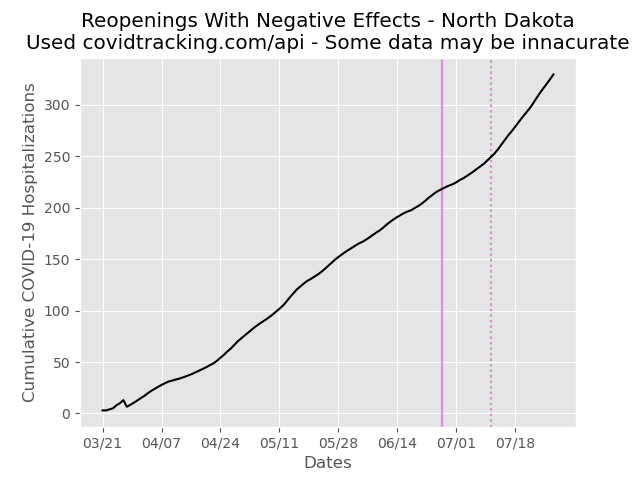 Reopenings With Negative Effects - North Dakota
Used covidtracking.com/api - Some data may be innacurate
Cumulative COVID-19 Hospitalizations
300
250
200
150
100
50
0
03/21 04/07 04/24 05/11 05/28 06/14 07/01 07/18
Dates